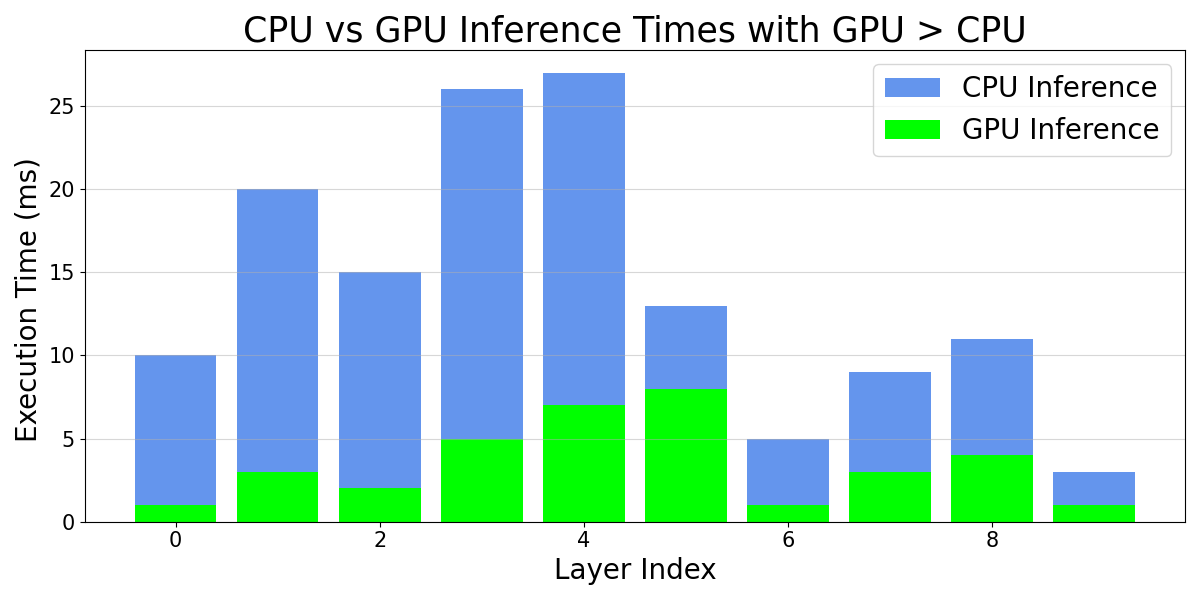 CPU vs GPU Inference Times with GPU > CPU
CPU Inference
GPU Inference
Execution Time (ms)
25
20
15
10
5
0
0 2 4 6 8
Layer Index